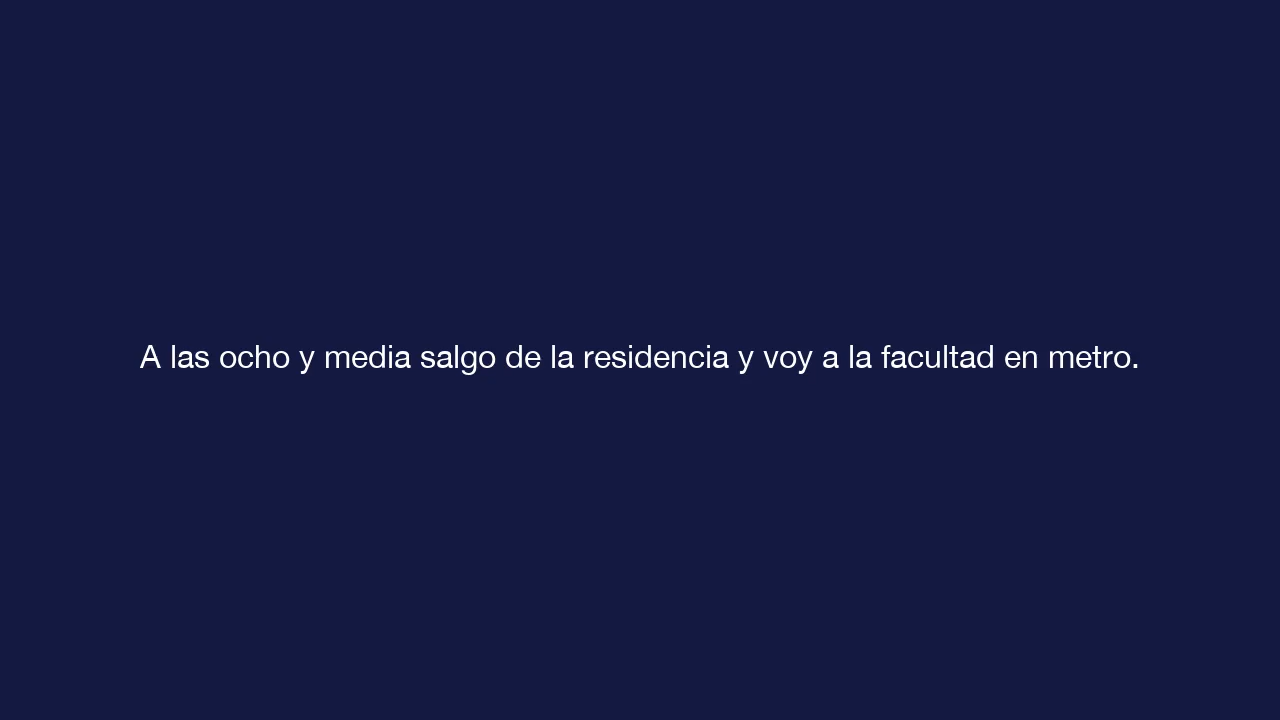 A las ocho y media salgo de la residencia y voy a la facultad en metro.